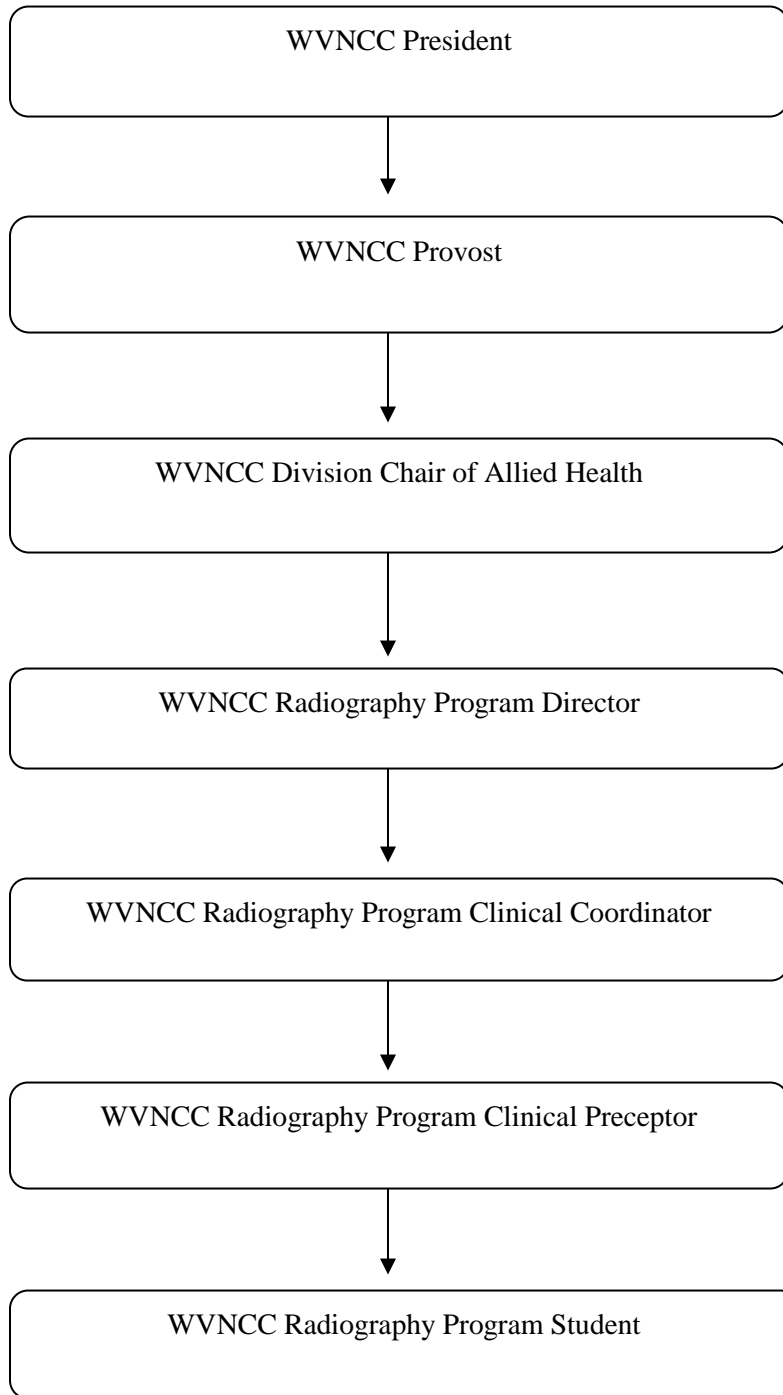 WVNCC President
WVNCC Provost
WVNCC Division Chair of Allied Health
WVNCC Radiography Program Director
WVNCC Radiography Program Clinical Coordinator
WVNCC Radiography Program Clinical Preceptor
WVNCC Radiography Program Student